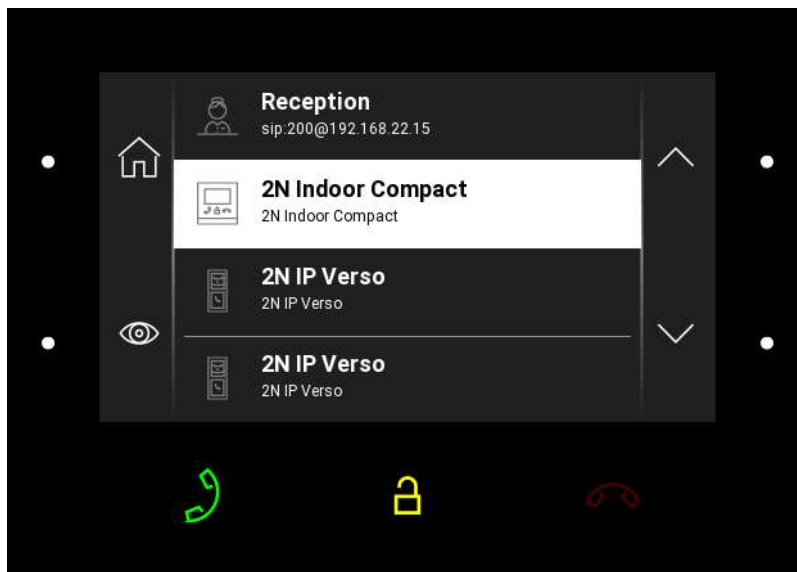 Reception
sip:200@192.168.22.15
2N Indoor Compact
2N Indoor Compact
2N IP Verso
2N IP Verso
2N IP Verso
2N IP Verso